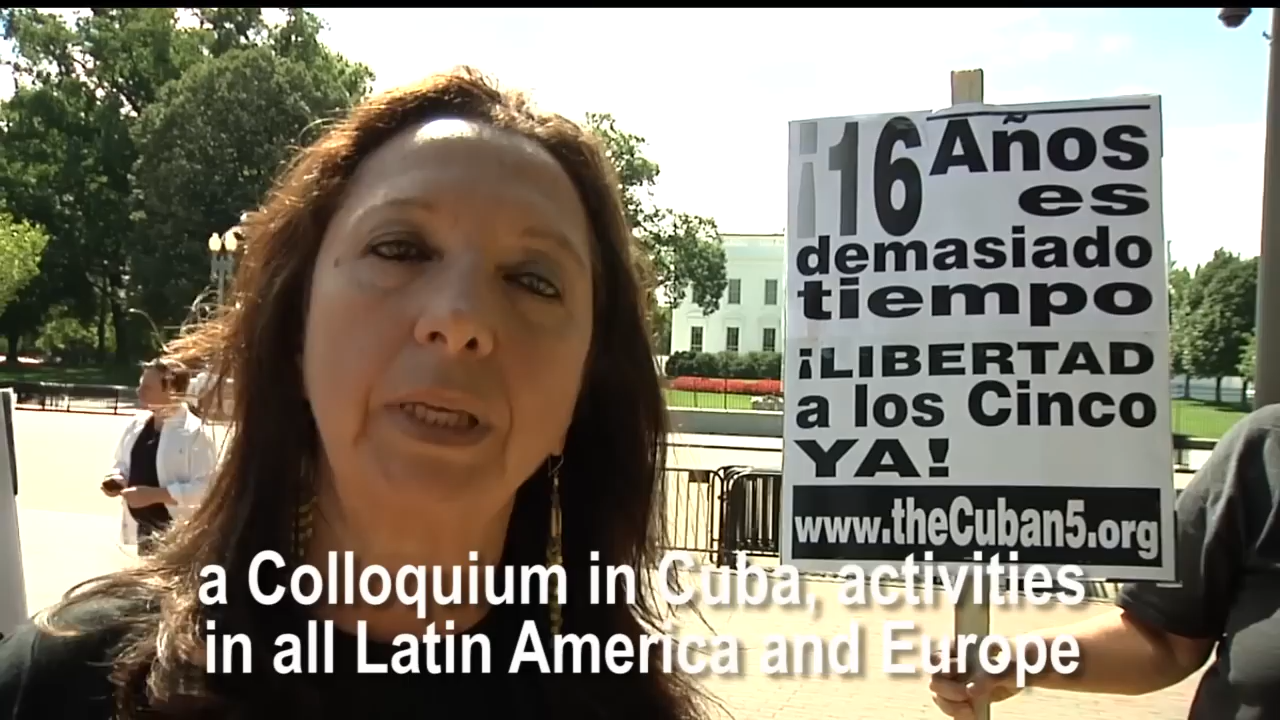 ¡16 Años
es
demasiado
tiempo
¡LIBERTAD
a los Cinco
YA!
www.theCuban5.org
a Colloquium in Cuba, activities
in all Latin America and Europe